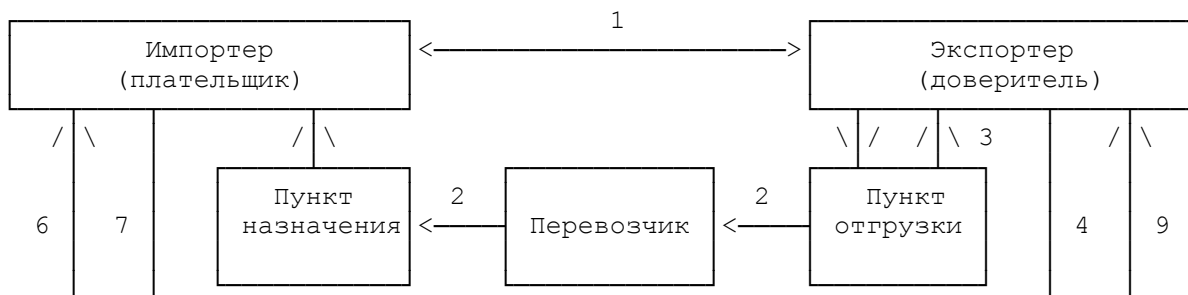 1
Импортер
(плательщик)
Экспортер
(доверитель)
3
Пункт
назначения
2
Перевозчик
2
Пункт
отгрузки
6
7
4
9